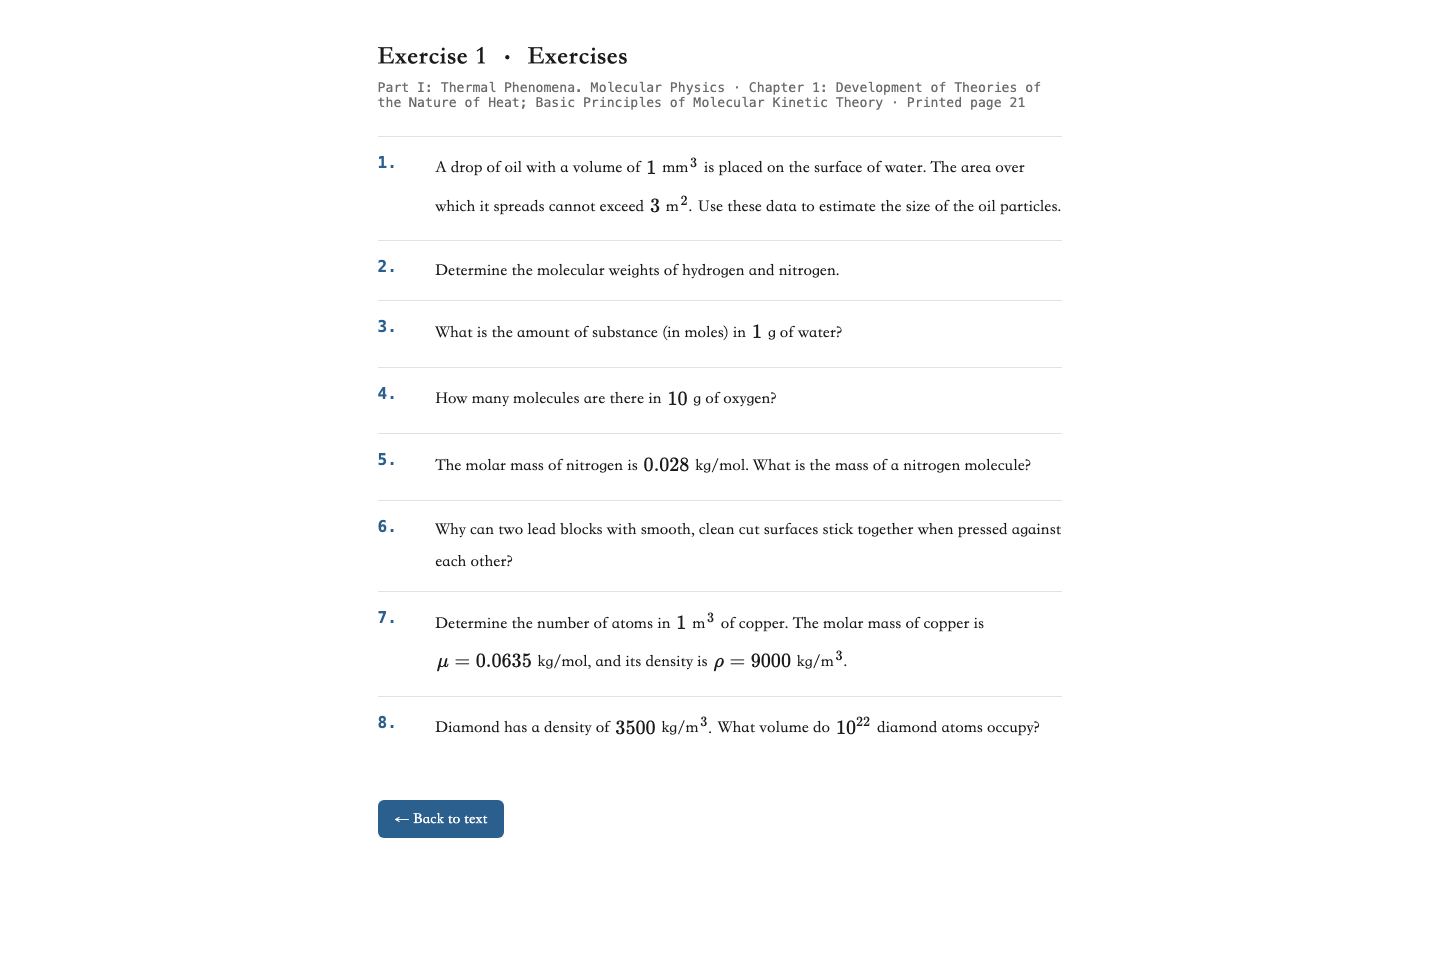 Exercise 1 · Exercises
Part I: Thermal Phenomena. Molecular Physics · Chapter 1: Development of Theories of
the Nature of Heat; Basic Principles of Molecular Kinetic Theory · Printed page 21
1. A drop of oil with a volume of 1 mm³ is placed on the surface of water. The area over
which it spreads cannot exceed 3 m². Use these data to estimate the size of the oil particles.
2. Determine the molecular weights of hydrogen and nitrogen.
3. What is the amount of substance (in moles) in 1 g of water?
4. How many molecules are there in 10 g of oxygen?
5. The molar mass of nitrogen is 0.028 kg/mol. What is the mass of a nitrogen molecule?
6. Why can two lead blocks with smooth, clean cut surfaces stick together when pressed against
each other?
7. Determine the number of atoms in 1 m³ of copper. The molar mass of copper is
μ = 0.0635 kg/mol, and its density is ρ = 9000 kg/m³.
8. Diamond has a density of 3500 kg/m³. What volume do 10²² diamond atoms occupy?
← Back to text